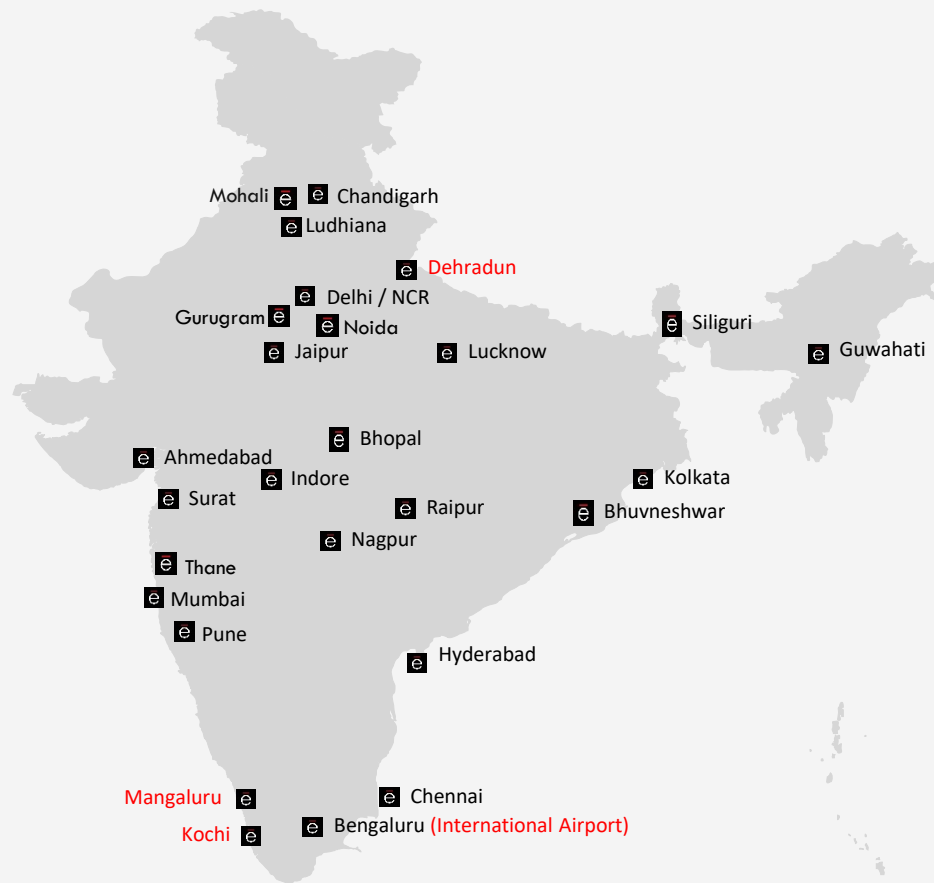 Mohali
Chandigarh
Ludhiana
Dehradun
Delhi / NCR
Gurugram
Noida
Siliguri
Jaipur
Lucknow
Guwahati
Bhopal
Ahmedabad
Indore
Kolkata
Surat
Raipur
Bhuvneshwar
Nagpur
Thane
Mumbai
Pune
Hyderabad
Mangaluru
Chennai
Kochi
Bengaluru (International Airport)